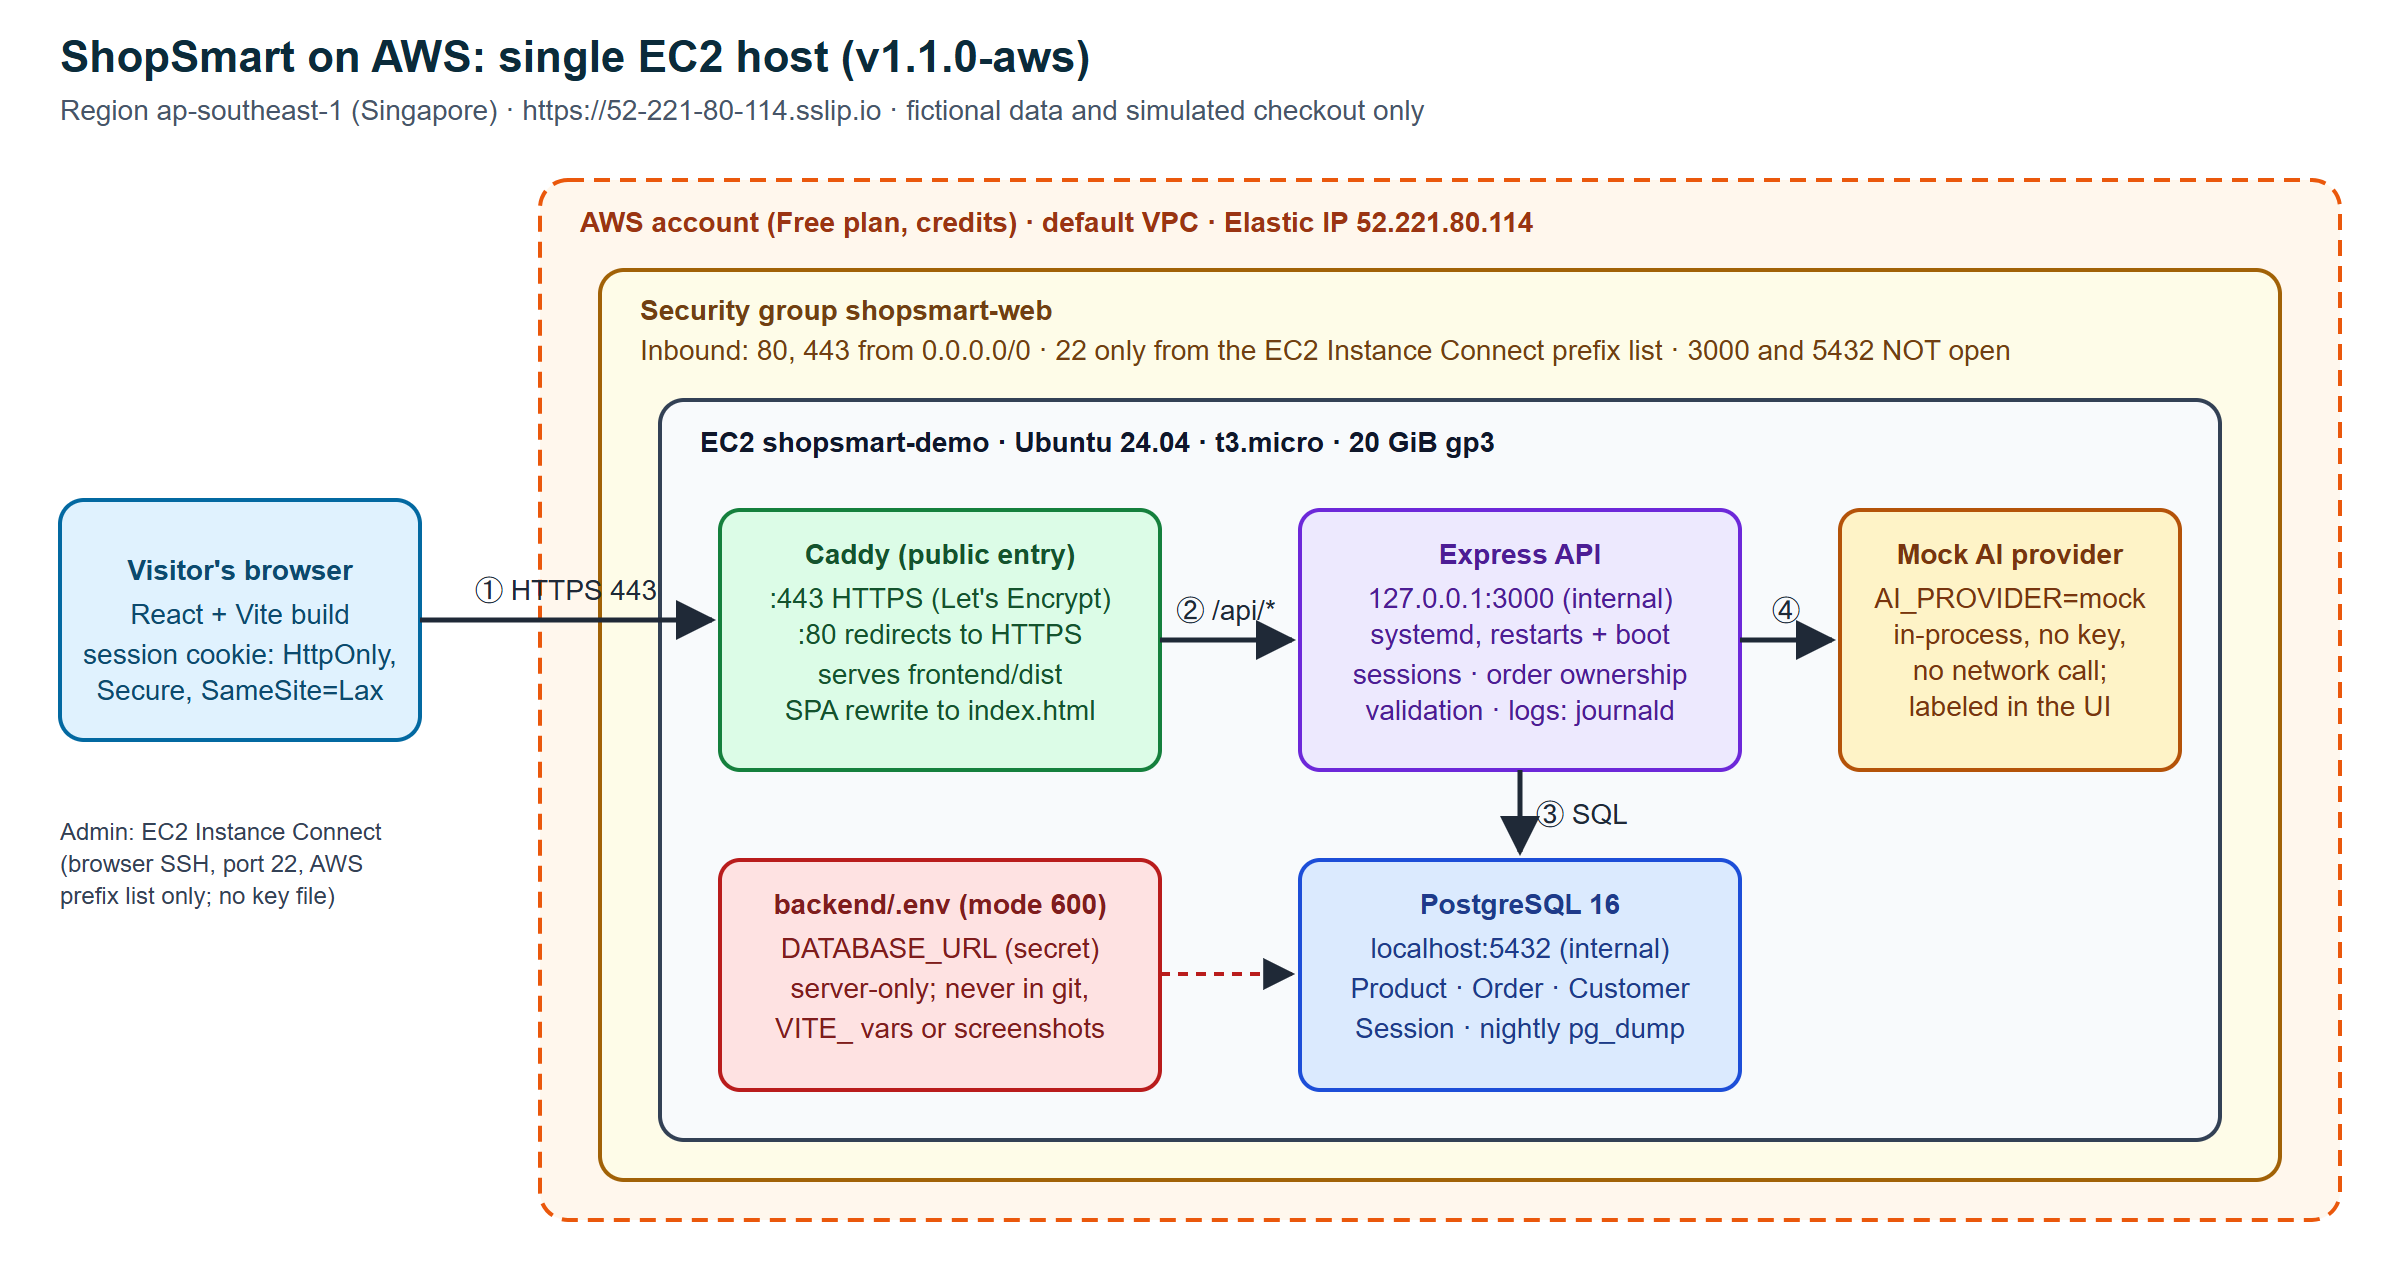 ShopSmart on AWS: single EC2 host (v1.1.0-aws)
Region ap-southeast-1 (Singapore) · https://52-221-80-114.sslip.io · fictional data and simulated checkout only
AWS account (Free plan, credits) · default VPC · Elastic IP 52.221.80.114
Security group shopsmart-web
Inbound: 80, 443 from 0.0.0.0/0 · 22 only from the EC2 Instance Connect prefix list · 3000 and 5432 NOT open
EC2 shopsmart-demo · Ubuntu 24.04 · t3.micro · 20 GiB gp3
Visitor's browser
React + Vite build
session cookie: HttpOnly,
Secure, SameSite=Lax
① HTTPS 443
Caddy (public entry)
:443 HTTPS (Let's Encrypt)
:80 redirects to HTTPS
serves frontend/dist
SPA rewrite to index.html
② /api/*
Express API
127.0.0.1:3000 (internal)
systemd, restarts + boot
sessions · order ownership
validation · logs: journald
④
Mock AI provider
AI_PROVIDER=mock
in-process, no key,
no network call;
labeled in the UI
③ SQL
Admin: EC2 Instance Connect
(browser SSH, port 22, AWS
prefix list only; no key file)
backend/.env (mode 600)
DATABASE_URL (secret)
server-only; never in git,
VITE_ vars or screenshots
PostgreSQL 16
localhost:5432 (internal)
Product · Order · Customer
Session · nightly pg_dump